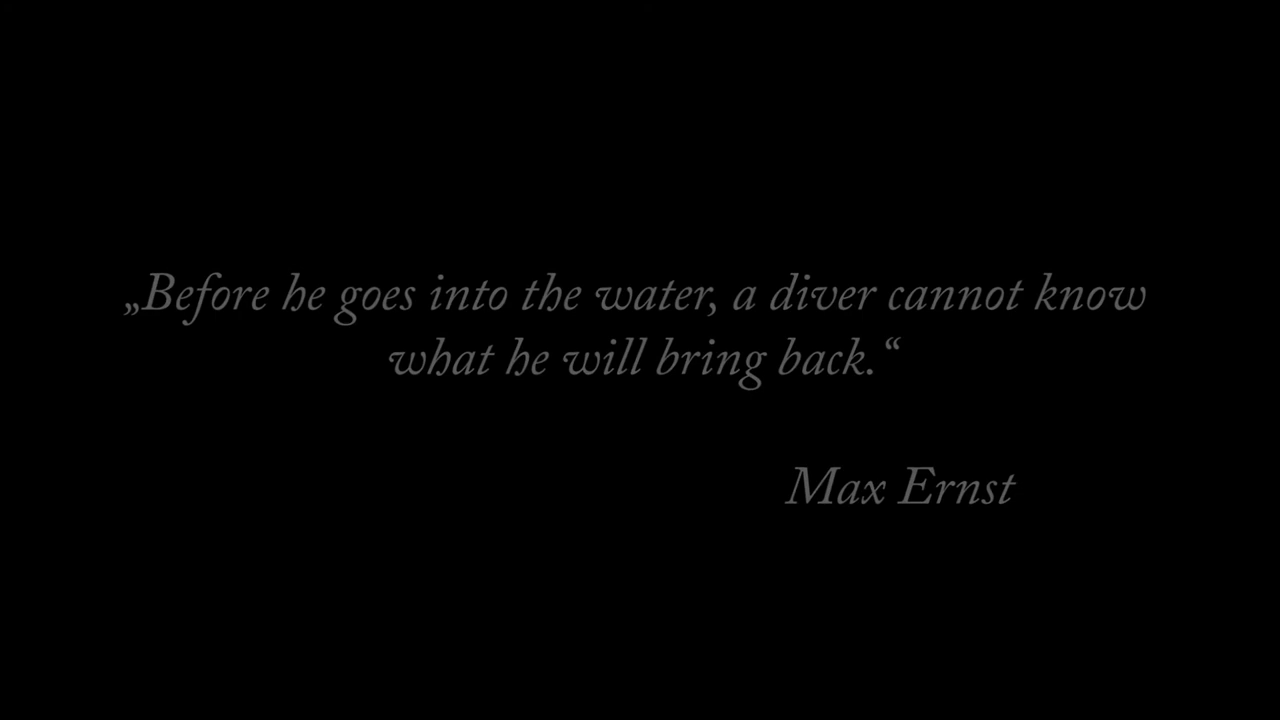 „Before he goes into the water, a diver cannot know
what he will bring back.“
Max Ernst